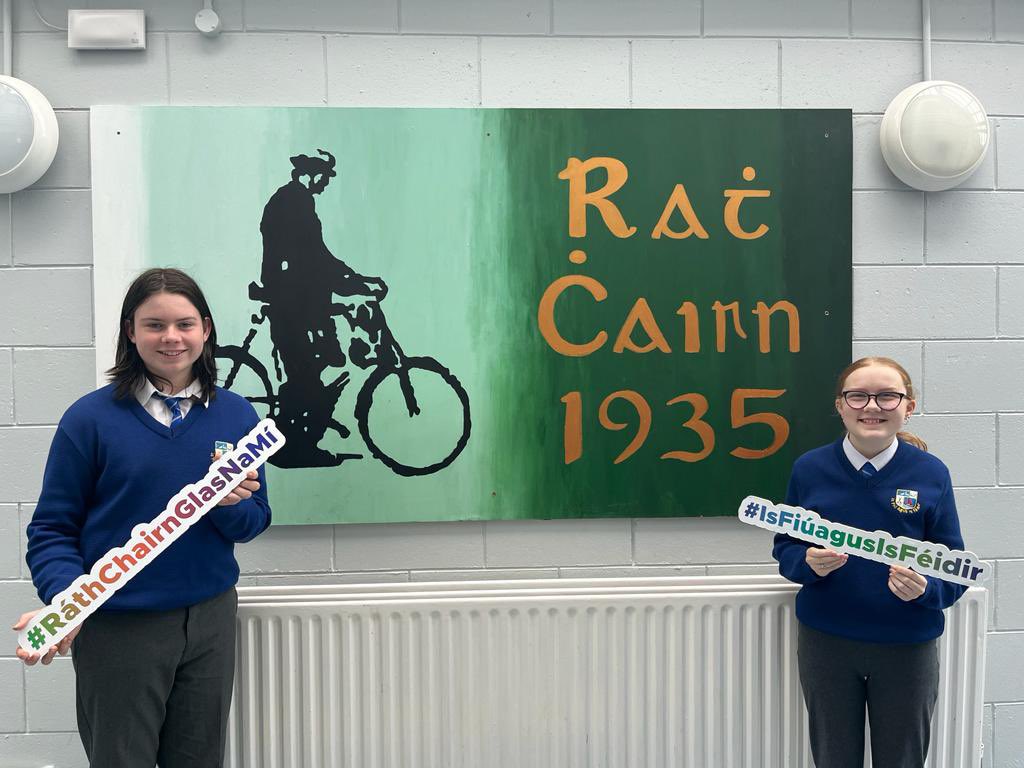 Raṫ
Ċairn
1935
#RáthChairnGlasNaMí
#IsFiúagusIsFéidir